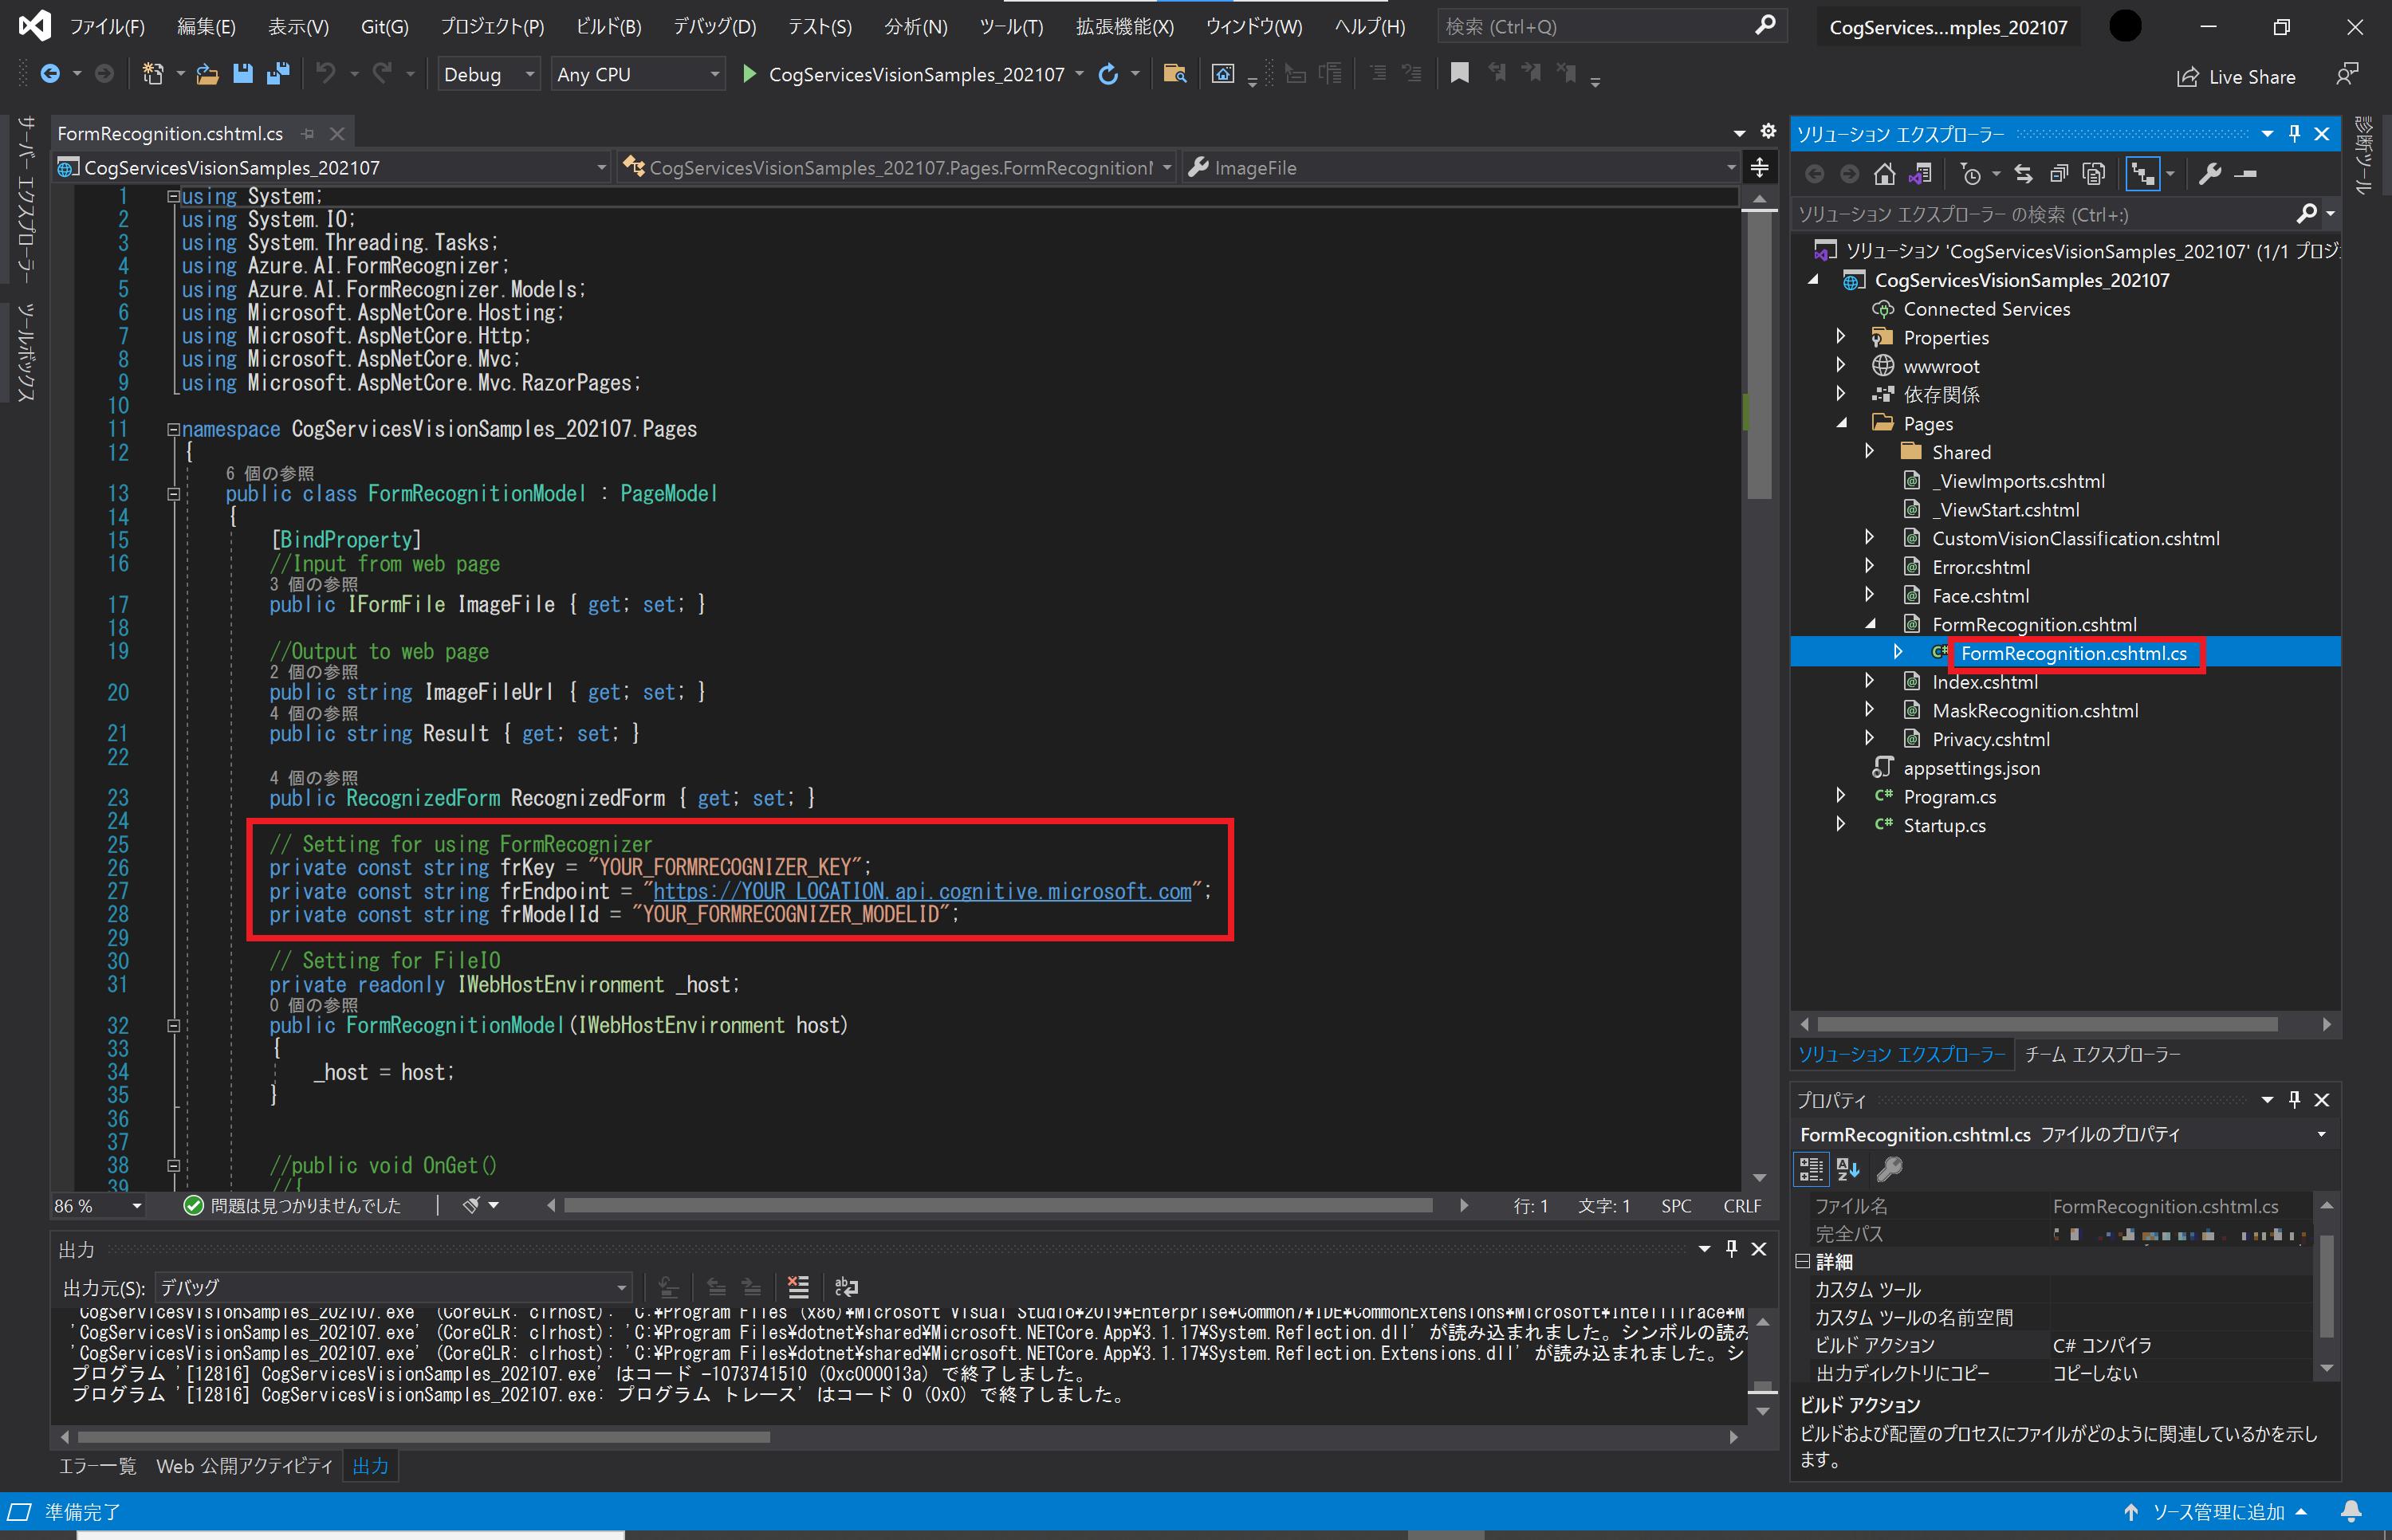 ファイル(F) 編集(E) 表示(V) Git(G) プロジェクト(P) ビルド(B) デバッグ(D) テスト(S) 分析(N) ツール(T) 拡張機能(X) ウィンドウ(W) ヘルプ(H) 検索 (Ctrl+Q) CogServices...mples_202107
Debug Any CPU CogServicesVisionSamples_202107 Live Share
サーバー エクスプローラー
ツールボックス
FormRecognition.cshtml.cs
CogServicesVisionSamples_202107 CogServicesVisionSamples_202107.Pages.FormRecognition ImageFile
1 using System;
2 using System.IO;
3 using System.Threading.Tasks;
4 using Azure.AI.FormRecognizer;
5 using Azure.AI.FormRecognizer.Models;
6 using Microsoft.AspNetCore.Hosting;
7 using Microsoft.AspNetCore.Http;
8 using Microsoft.AspNetCore.Mvc;
9 using Microsoft.AspNetCore.Mvc.RazorPages;
10
11 namespace CogServicesVisionSamples_202107.Pages
12 {
6 個の参照
13 public class FormRecognitionModel : PageModel
14 {
15 [BindProperty]
16 //Input from web page
3 個の参照
17 public IFormFile ImageFile { get; set; }
18
19 //Output to web page
2 個の参照
20 public string ImageFileUrl { get; set; }
4 個の参照
21 public string Result { get; set; }
22
4 個の参照
23 public RecognizedForm RecognizedForm { get; set; }
24
25 // Setting for using FormRecognizer
26 private const string frKey = "YOUR_FORMRECOGNIZER_KEY";
27 private const string frEndpoint = "https://YOUR_LOCATION.api.cognitive.microsoft.com";
28 private const string frModelId = "YOUR_FORMRECOGNIZER_MODELID";
29
30 // Setting for FileIO
31 private readonly IWebHostEnvironment _host;
0 個の参照
32 public FormRecognitionModel(IWebHostEnvironment host)
33 {
34 _host = host;
35 }
36
37
38 //public void OnGet()
39 //{
86 % 問題は見つかりませんでした 行: 1 文字: 1 SPC CRLF
出力
出力元(S): デバッグ
'CogServicesVisionSamples_202107.exe' (CoreCLR: clrhost): 'C:¥Program Files (x86)¥Microsoft Visual Studio¥2019¥Enterprise¥Common7¥IDE¥CommonExtensions¥Microsoft¥IntelliTrace¥M
'CogServicesVisionSamples_202107.exe' (CoreCLR: clrhost): 'C:¥Program Files¥dotnet¥shared¥Microsoft.NETCore.App¥3.1.17¥System.Reflection.dll' が読み込まれました。シンボルの読み
'CogServicesVisionSamples_202107.exe' (CoreCLR: clrhost): 'C:¥Program Files¥dotnet¥shared¥Microsoft.NETCore.App¥3.1.17¥System.Reflection.Extensions.dll' が読み込まれました。シ
プログラム '[12816] CogServicesVisionSamples_202107.exe' はコード -1073741510 (0xc000013a) で終了しました。
プログラム '[12816] CogServicesVisionSamples_202107.exe: プログラム トレース' はコード 0 (0x0) で終了しました。
エラー一覧 Web 公開アクティビティ 出力
ソリューション エクスプローラー
ソリューション エクスプローラー の検索 (Ctrl+:)
ソリューション 'CogServicesVisionSamples_202107' (1/1 プロジ
CogServicesVisionSamples_202107
Connected Services
Properties
wwwroot
依存関係
Pages
Shared
_ViewImports.cshtml
_ViewStart.cshtml
CustomVisionClassification.cshtml
Error.cshtml
Face.cshtml
FormRecognition.cshtml
FormRecognition.cshtml.cs
Index.cshtml
MaskRecognition.cshtml
Privacy.cshtml
appsettings.json
Program.cs
Startup.cs
ソリューション エクスプローラー チーム エクスプローラー
プロパティ
FormRecognition.cshtml.cs ファイルのプロパティ
ファイル名 FormRecognition.cshtml.cs
完全パス
詳細
カスタム ツール
カスタム ツールの名前空間
ビルド アクション C# コンパイラ
出力ディレクトリにコピー コピーしない
ビルド アクション
ビルドおよび配置のプロセスにファイルがどのように関連しているかを示し
ます。
診断ツール
準備完了 ソース管理に追加